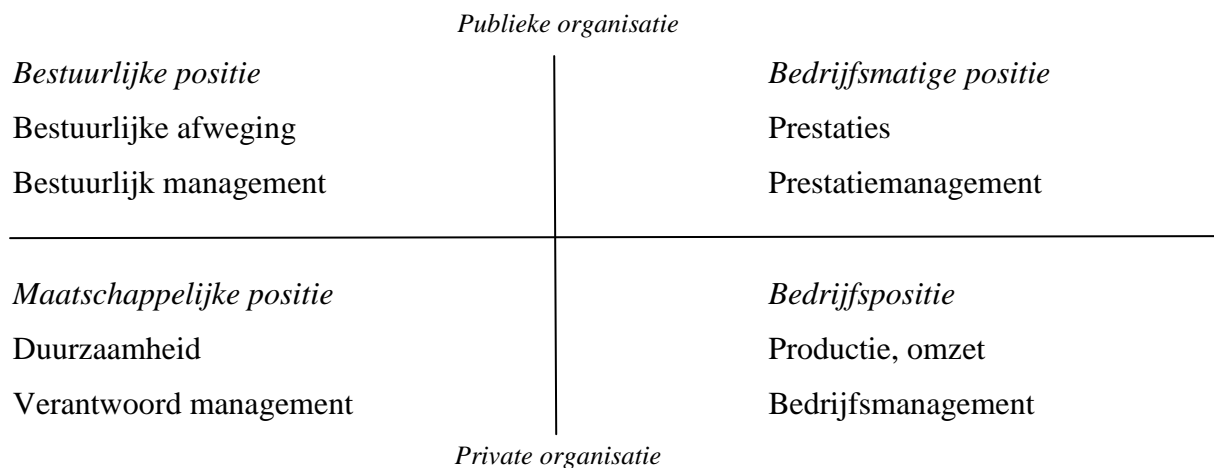 Publieke organisatie
Bestuurlijke positie
Bestuurlijke afweging
Bestuurlijk management
Bedrijfsmatige positie
Prestaties
Prestatiemanagement
Maatschappelijke positie
Duurzaamheid
Verantwoord management
Bedrijfspositie
Productie, omzet
Bedrijfsmanagement
Private organisatie